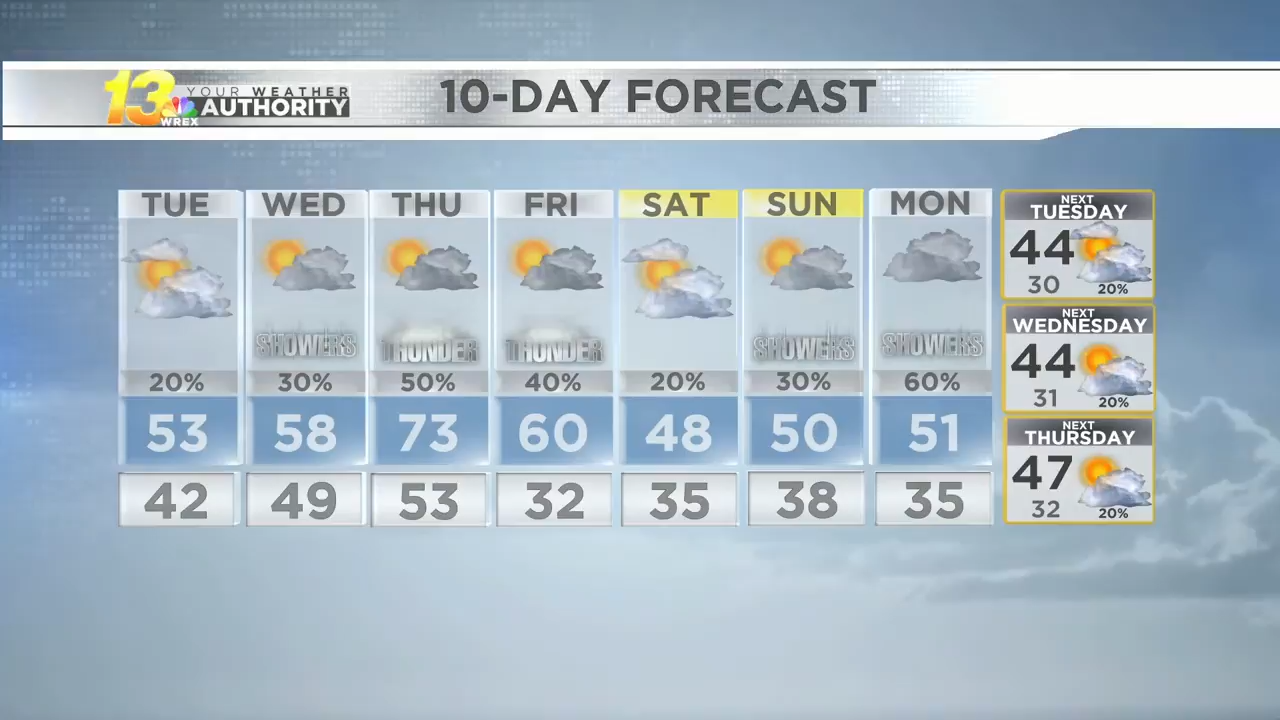 13 YOUR WEATHER
AUTHORITY
WREX
10-DAY FORECAST
TUE WED THU FRI SAT SUN MON
SHOWERS THUNDER THUNDER SHOWERS SHOWERS
20% 30% 50% 40% 20% 30% 60%
53 58 73 60 48 50 51
42 49 53 32 35 38 35
NEXT
TUESDAY
44
30 20%
NEXT
WEDNESDAY
44
31 20%
NEXT
THURSDAY
47
32 20%